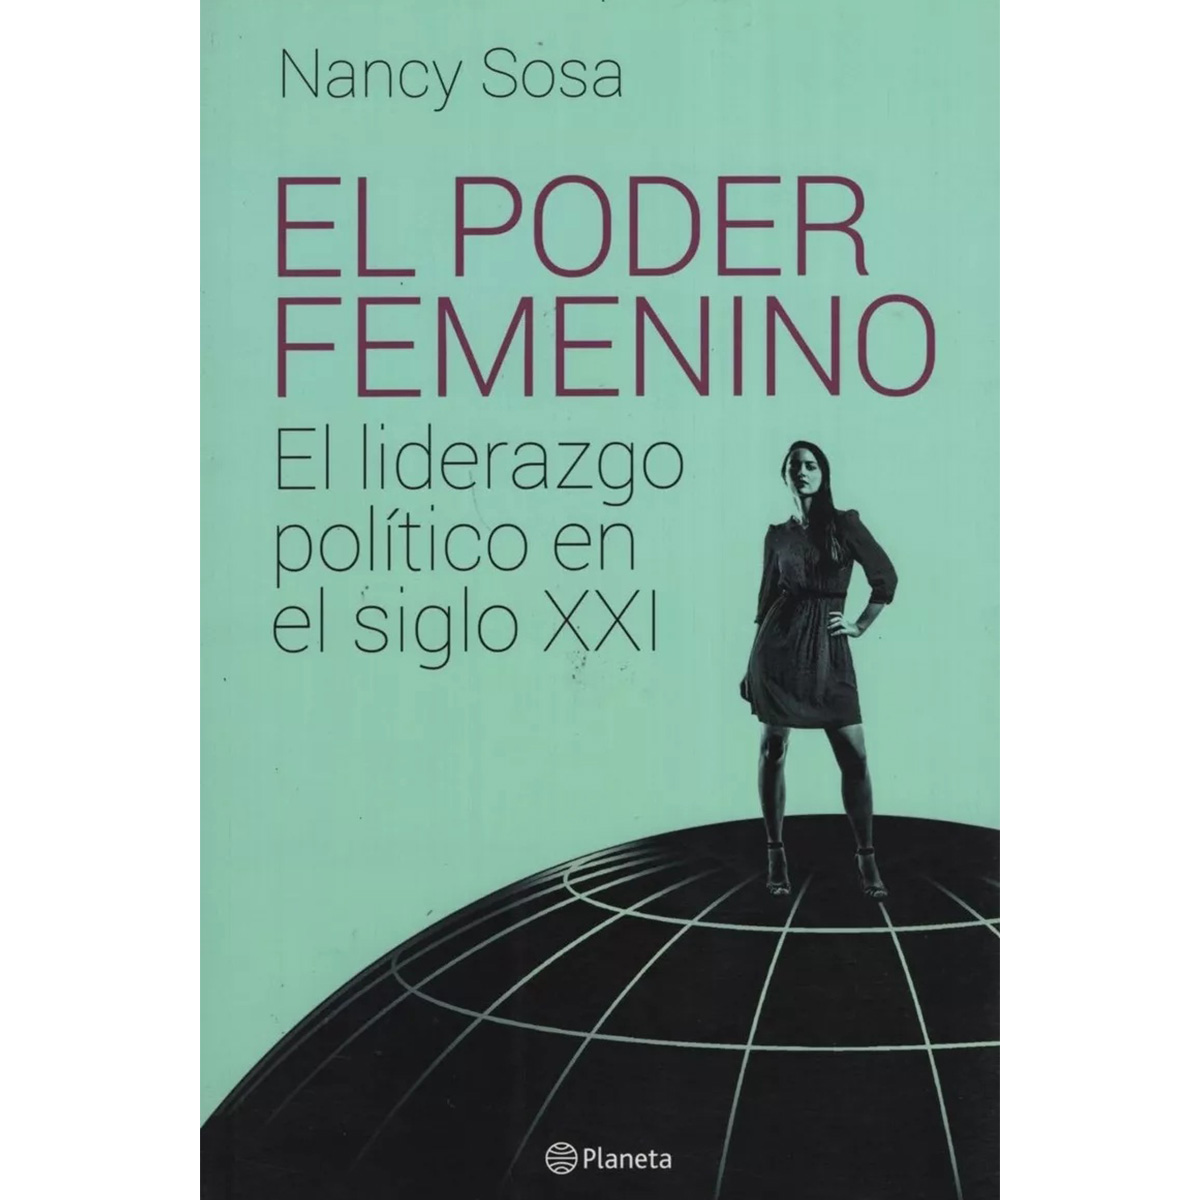 Nancy Sosa
EL PODER
FEMENINO
El liderazgo
político en
el siglo XXI
Planeta